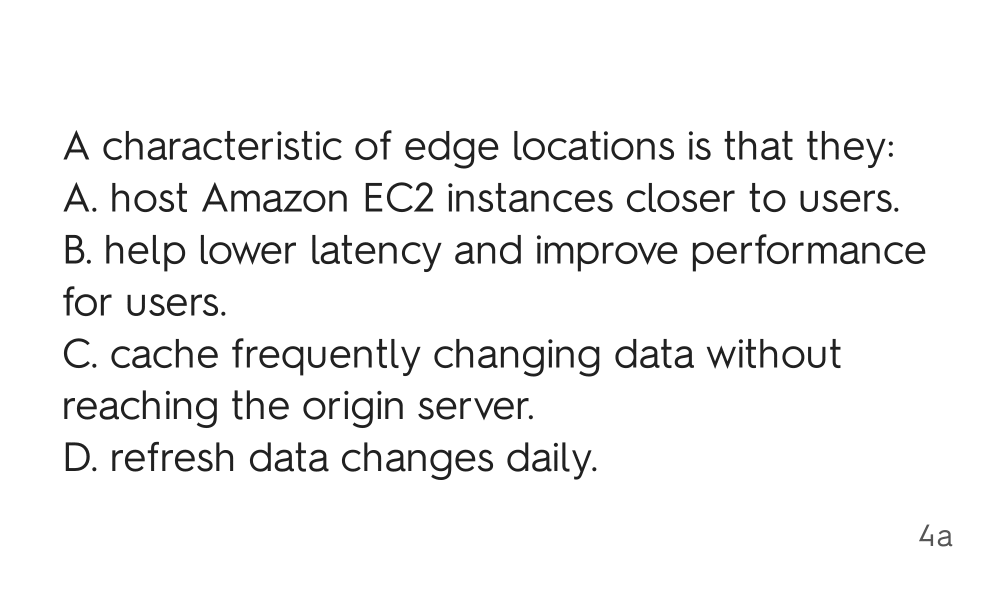 A characteristic of edge locations is that they:
A. host Amazon EC2 instances closer to users.
B. help lower latency and improve performance
for users.
C. cache frequently changing data without
reaching the origin server.
D. refresh data changes daily.
4a